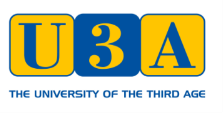 U3A
THE UNIVERSITY OF THE THIRD AGE